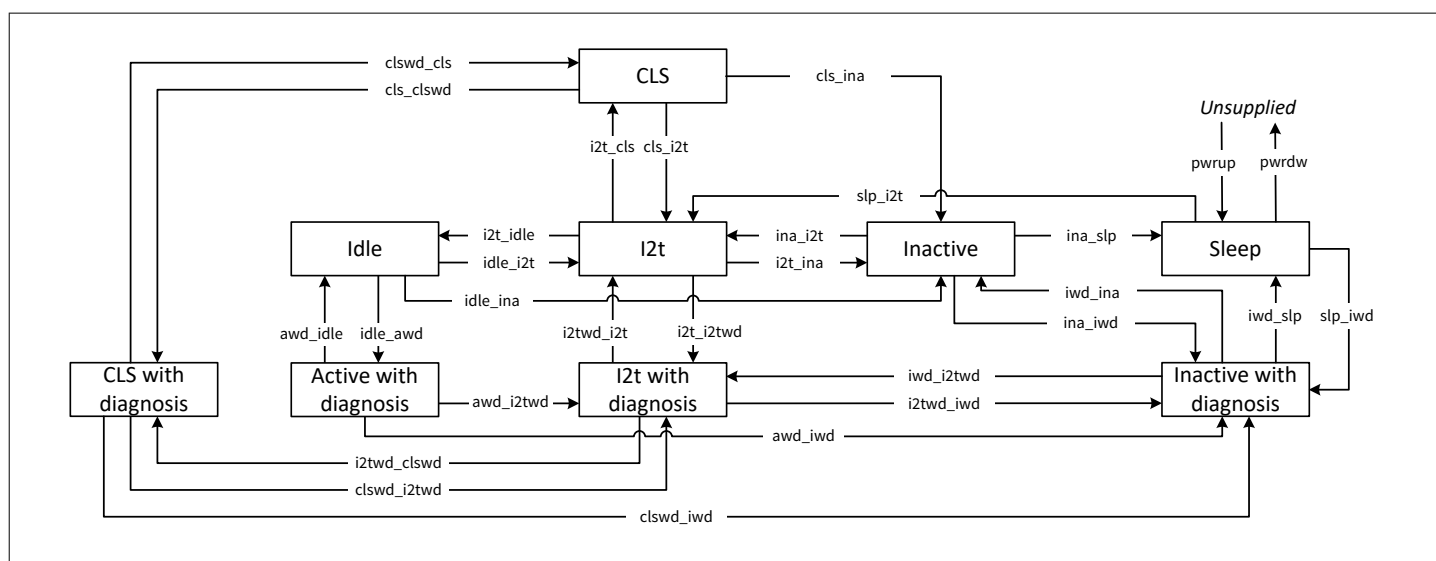 clswd_cls
CLS
cls_ina
cls_clswd
Unsupplied
i2t_cls
cls_i2t
pwrup
pwrdw
slp_i2t
Idle
i2t_idle
idle_i2t
I2t
ina_i2t
i2t_ina
Inactive
ina_slp
Sleep
idle_ina
iwd_ina
awd_idle
idle_awd
i2twd_i2t
i2t_i2twd
ina_iwd
iwd_slp
slp_iwd
CLS with
diagnosis
Active with
diagnosis
awd_i2twd
I2t with
diagnosis
iwd_i2twd
i2twd_iwd
Inactive with
diagnosis
awd_iwd
i2twd_clswd
clswd_i2twd
clswd_iwd